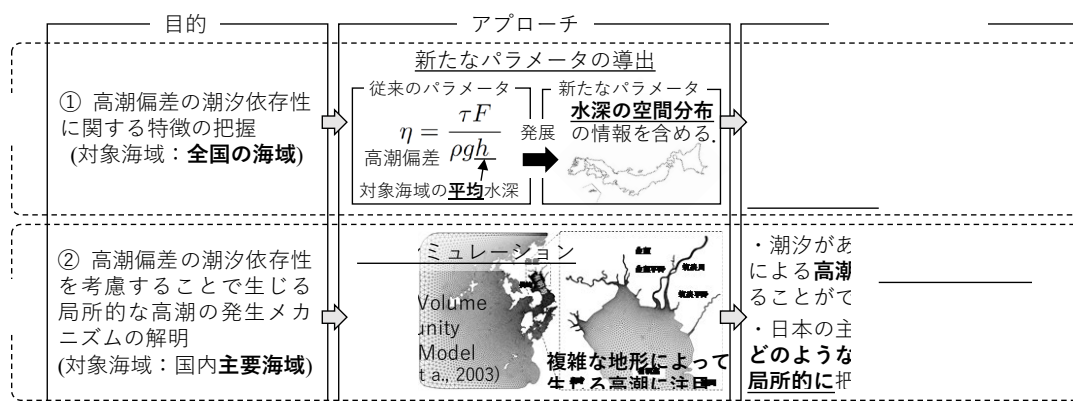 目的
アプローチ
新たなパラメータの導出
① 高潮偏差の潮汐依存性
に関する特徴の把握
(対象海域：全国の海域)
従来のパラメータ
η = τF / ρgh
高潮偏差
対象海域の平均水深
発展
新たなパラメータ
水深の空間分布
の情報を含める.
② 高潮偏差の潮汐依存性
を考慮することで生じる
局所的な高潮の発生メカ
ニズムの解明
(対象海域：国内主要海域)
ミュレーション
Volume
unity
Model
t a., 2003)
複雑な地形によって
生じる高潮に注目
・潮汐があ
による高潮
ることがで
・日本の主
どのような
局所的に把